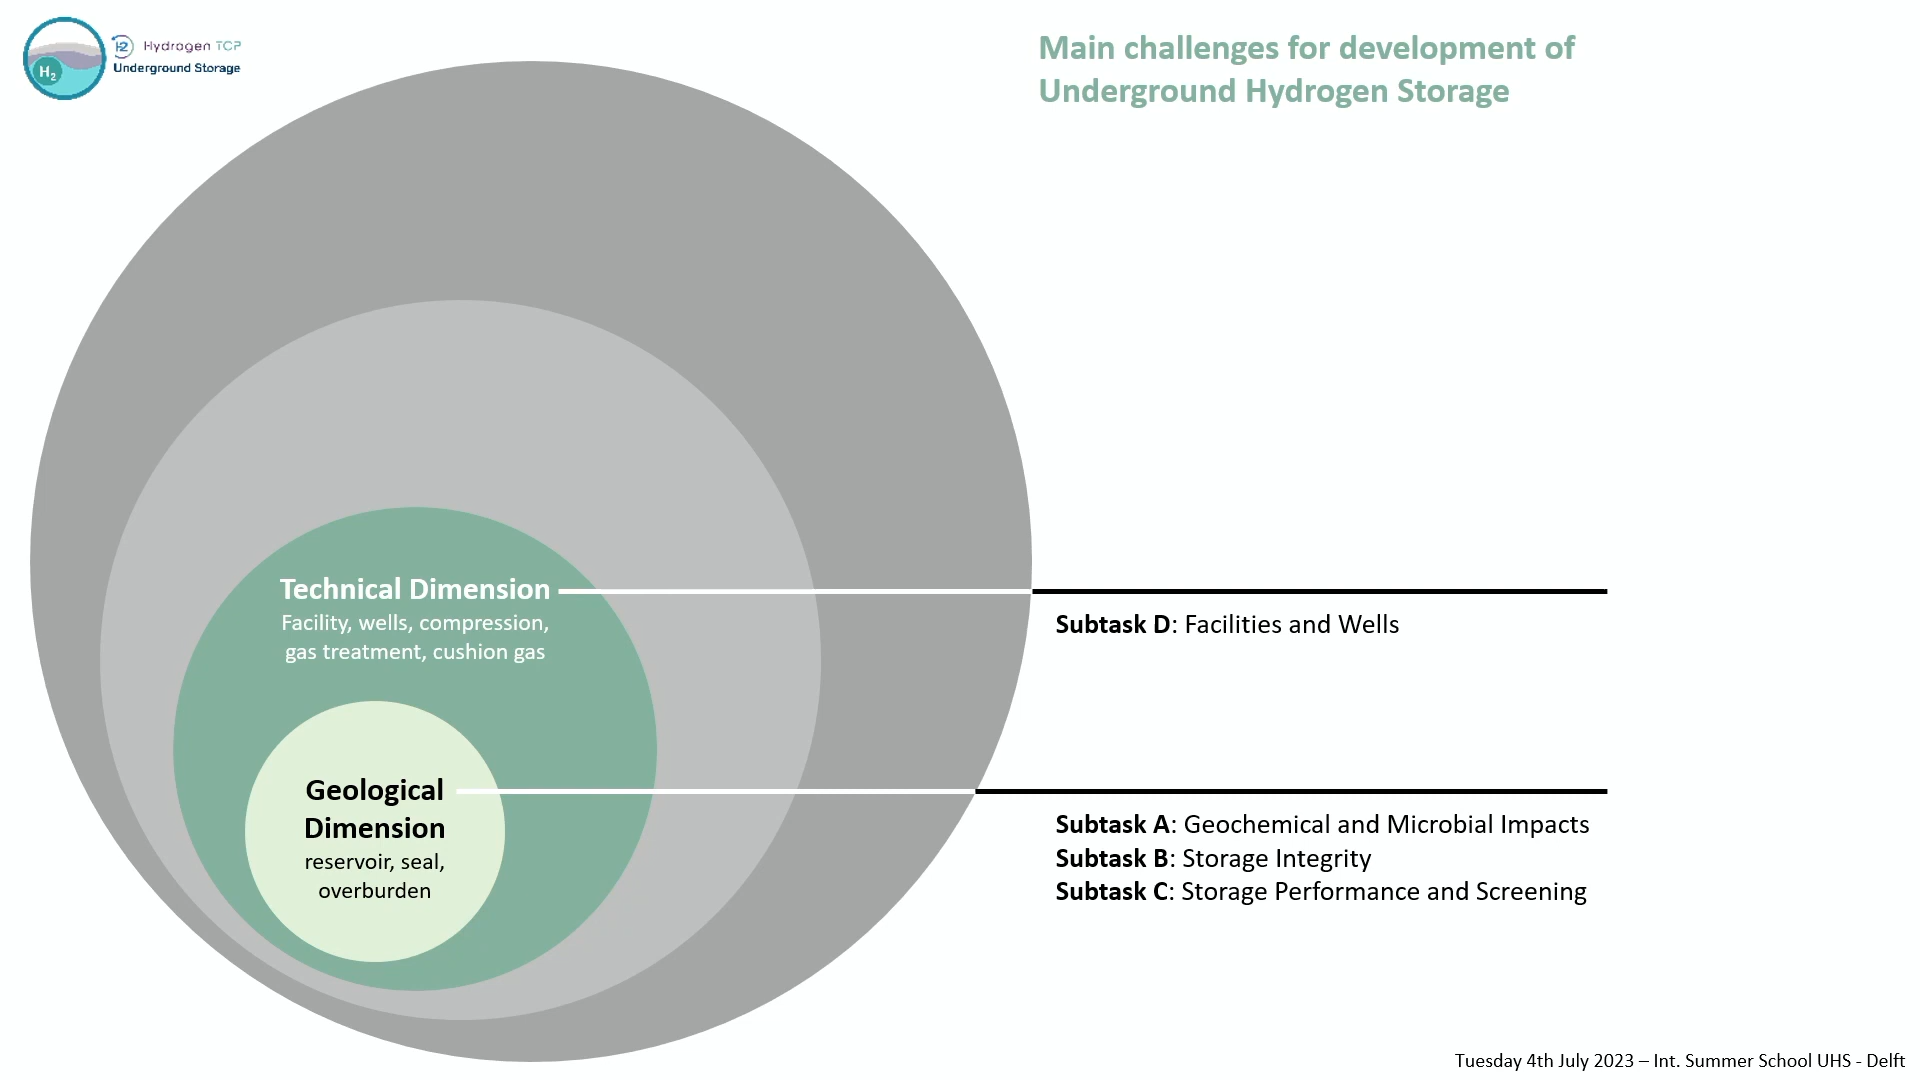 H2
H2 Hydrogen TCP
Underground Storage
Main challenges for development of
Underground Hydrogen Storage
Technical Dimension
Facility, wells, compression,
gas treatment, cushion gas
Subtask D: Facilities and Wells
Geological
Dimension
reservoir, seal,
overburden
Subtask A: Geochemical and Microbial Impacts
Subtask B: Storage Integrity
Subtask C: Storage Performance and Screening
Tuesday 4th July 2023 – Int. Summer School UHS - Delft